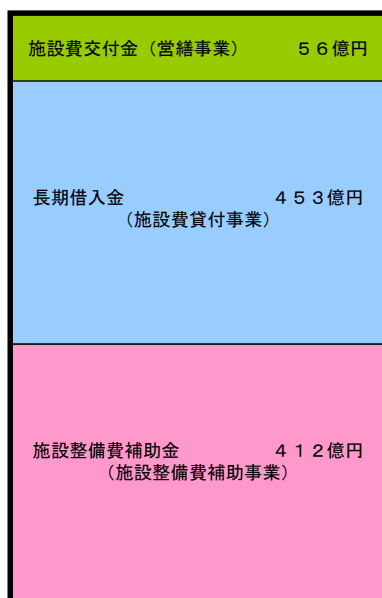 施設費交付金（営繕事業）　　　５６億円
長期借入金　　　　　　　　　４５３億円
（施設費貸付事業）
施設整備費補助金　　　　　　４１２億円
（施設整備費補助事業）